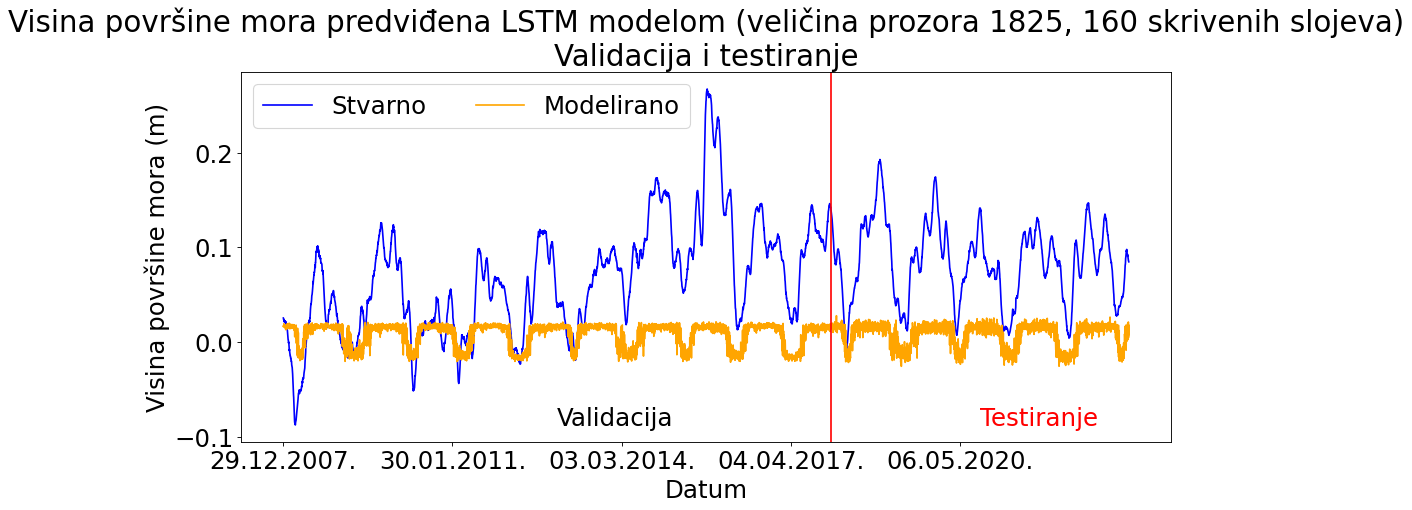 Visina površine mora predviđena LSTM modelom (veličina prozora 1825, 160 skrivenih slojeva)
Validacija i testiranje
Stvarno
Modelirano
Visina površine mora (m)
0.2
0.1
0.0
−0.1
Validacija
Testiranje
29.12.2007.
30.01.2011.
03.03.2014.
04.04.2017.
06.05.2020.
Datum